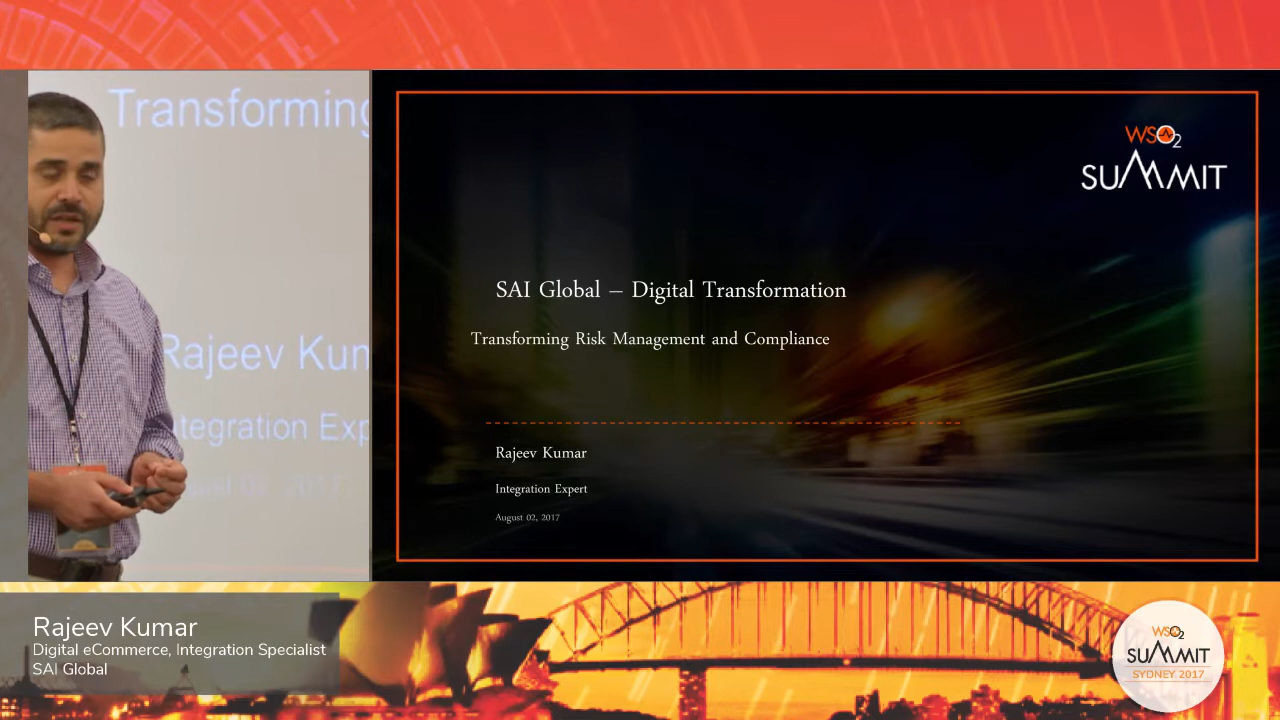 Transforming
Rajeev Kum
ntegration Exp
WSO2
SUMMIT
SAI Global – Digital Transformation
Transforming Risk Management and Compliance
Rajeev Kumar
Integration Expert
August 02, 2017
Rajeev Kumar
Digital eCommerce, Integration Specialist
SAI Global
WSO2
SUMMIT
SYDNEY 2017